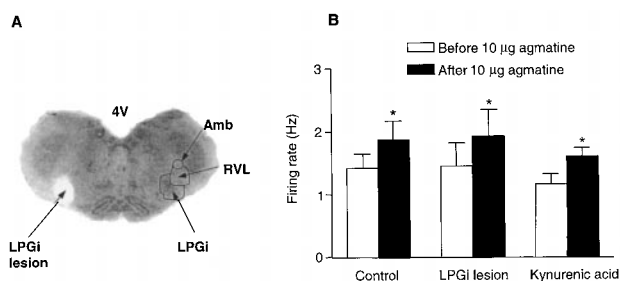 A
4V
Amb
RVL
LPGi
lesion
LPGi
B
Before 10 µg agmatine
After 10 µg agmatine
Firing rate (Hz)
3
2
1
0
*
*
*
Control
LPGi lesion
Kynurenic acid